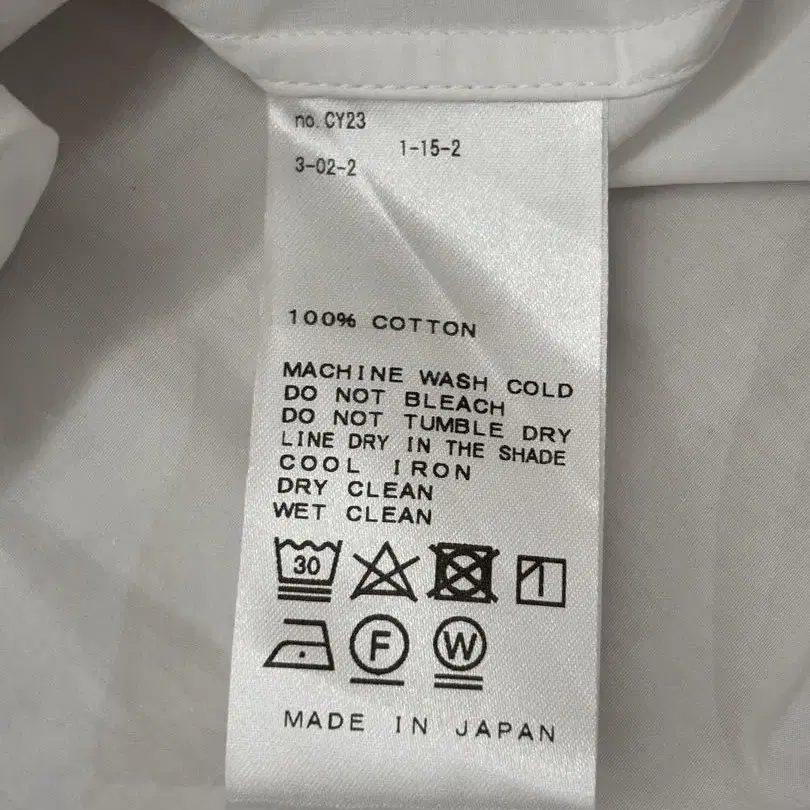 no. CY23
1-15-2
3-02-2
100% COTTON
MACHINE WASH COLD
DO NOT BLEACH
DO NOT TUMBLE DRY
LINE DRY IN THE SHADE
COOL IRON
DRY CLEAN
WET CLEAN
30
F W
MADE IN JAPAN